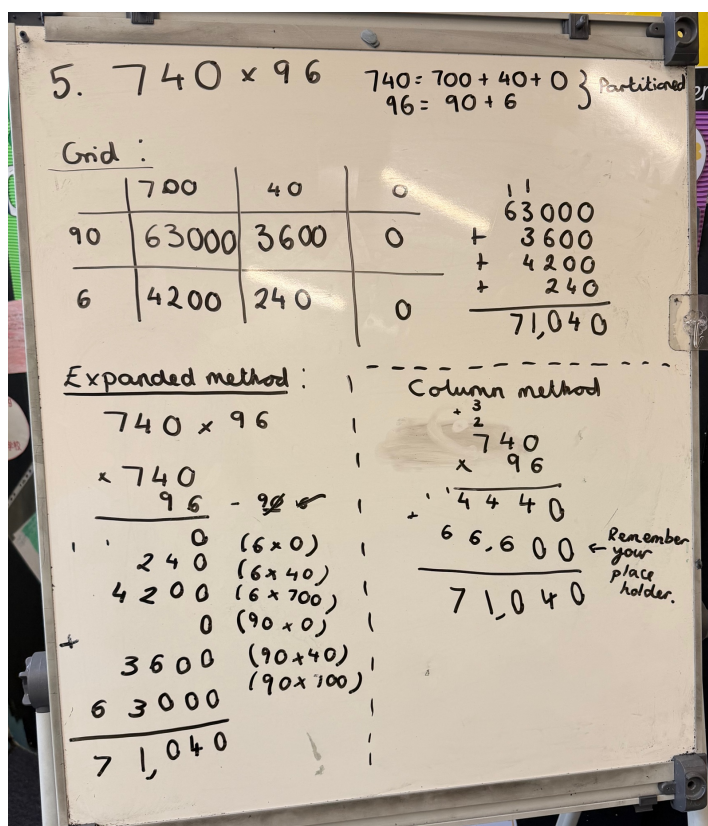 5. 740 × 96
740 = 700 + 40 + 0 } Partitioned
96 = 90 + 6
Grid :
700 40 0
90 63000 3600 0
6 4200 240 0
1 1
63000
+ 3600
+ 4200
+ 240
71,040
Expanded method :
740 × 96
× 740
96 -
0 (6 × 0)
240 (6 × 40)
4200 (6 × 700)
0 (90 × 0)
+
3600 (90 × 40)
63000 (90 × 700)
71,040
Column method
+ 3
2
740
× 96
+ 4440
66,600 ← Remember
your
place
holder.
71,040